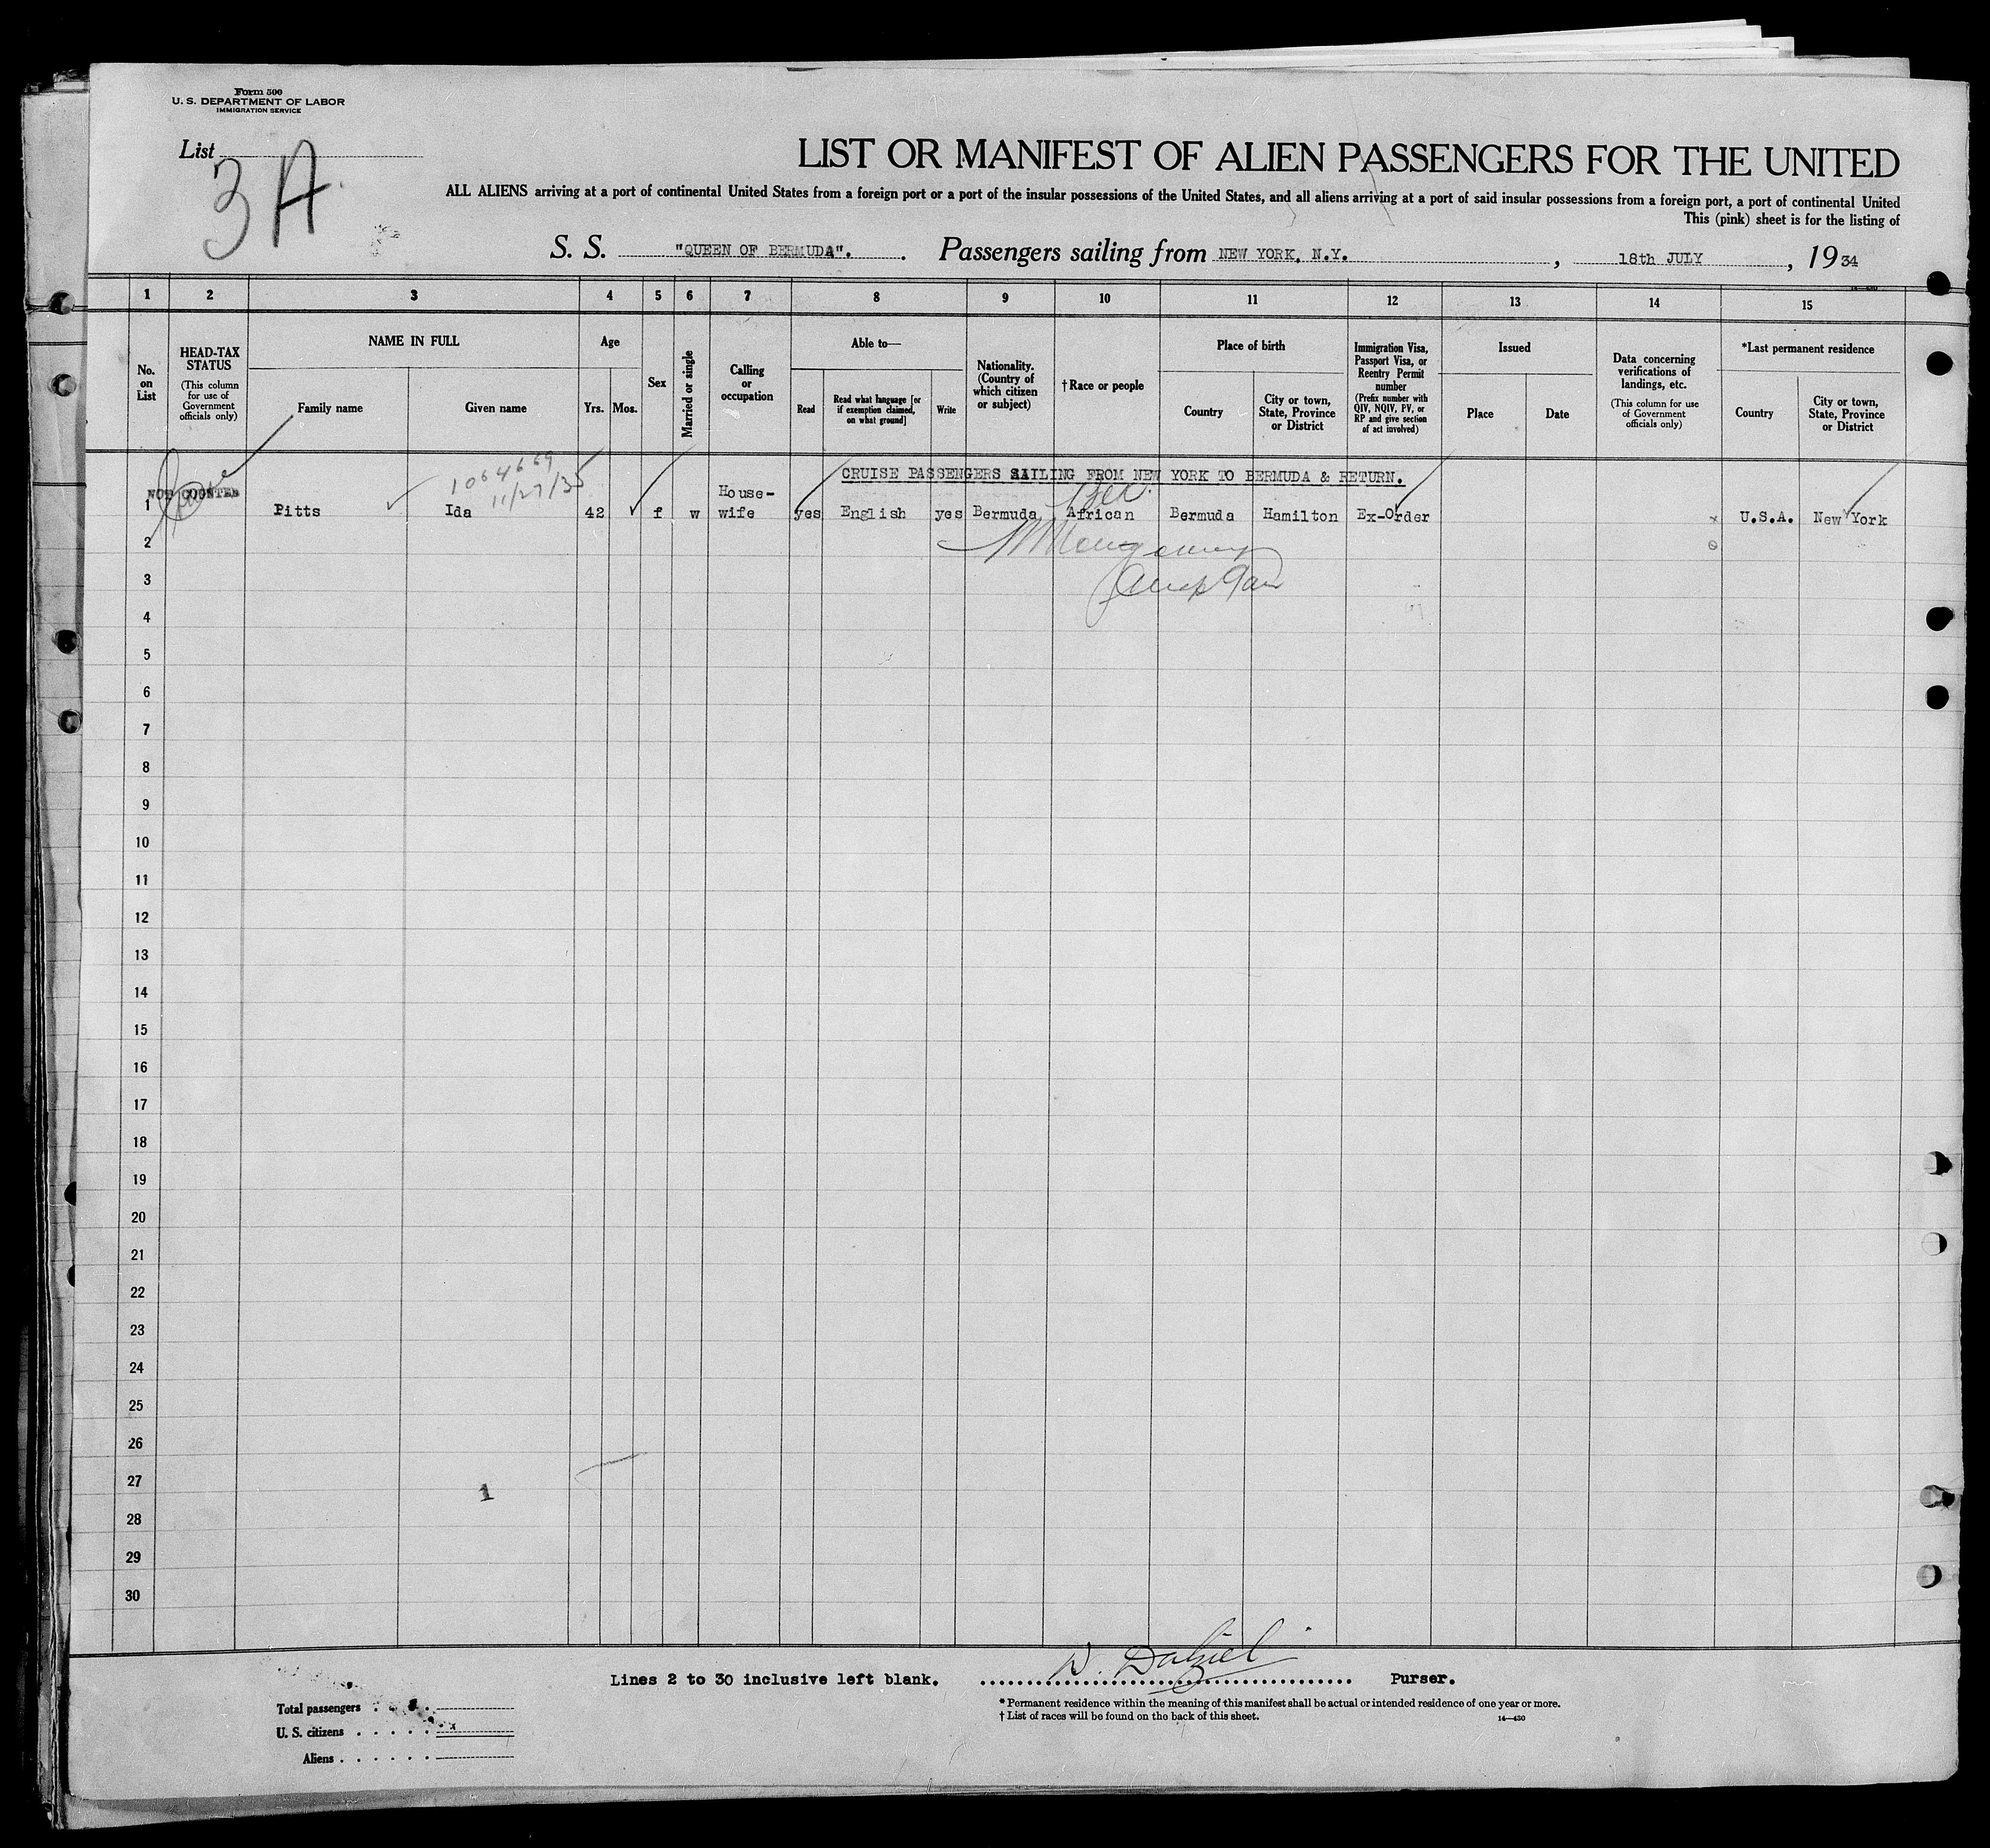 Form 500
U. S. DEPARTMENT OF LABOR
IMMIGRATION SERVICE
List
3A
LIST OR MANIFEST OF ALIEN PASSENGERS FOR THE UNITED
ALL ALIENS arriving at a port of continental United States from a foreign port or a port of the insular possessions of the United States, and all aliens arriving at a port of said insular possessions from a foreign port, a port of continental United
This (pink) sheet is for the listing of
S. S. "QUEEN OF BERMUDA". Passengers sailing from NEW YORK, N.Y. , 18th JULY , 1934
1 2 3 4 5 6 7 8 9 10 11 12 13 14 15
No. on List
HEAD-TAX STATUS
(This column for use of Government officials only)
NAME IN FULL
Family name
Given name
Age
Yrs.
Mos.
Sex
Married or single
Calling or occupation
Able to—
Read
Read what language [or if exemption claimed, on what ground]
Write
Nationality. (Country of which citizen or subject)
†Race or people
Place of birth
Country
City or town, State, Province or District
Immigration Visa, Passport Visa, or Reentry Permit number
(Prefix number with QIV, NQIV, PV, or RP and give section of act involved)
Issued
Place
Date
Data concerning verifications of landings, etc.
(This column for use of Government officials only)
*Last permanent residence
Country
City or town, State, Province or District
CRUISE PASSENGERS SAILING FROM NEW YORK TO BERMUDA & RETURN.
1064669
11/27/35
NOT COUNTED
1 Pitts Ida 42 f w House-wife yes English yes Bermuda African Bermuda Hamilton Ex-Order x U.S.A. New York
Montgomery
2
3
4
5
6
7
8
9
10
11
12
13
14
15
16
17
18
19
20
21
22
23
24
25
26
27
1
28
29
30
Lines 2 to 30 inclusive left blank. D. Dalziel Purser.
Total passengers
U. S. citizens x
Aliens
* Permanent residence within the meaning of this manifest shall be actual or intended residence of one year or more.
† List of races will be found on the back of this sheet. 14—430